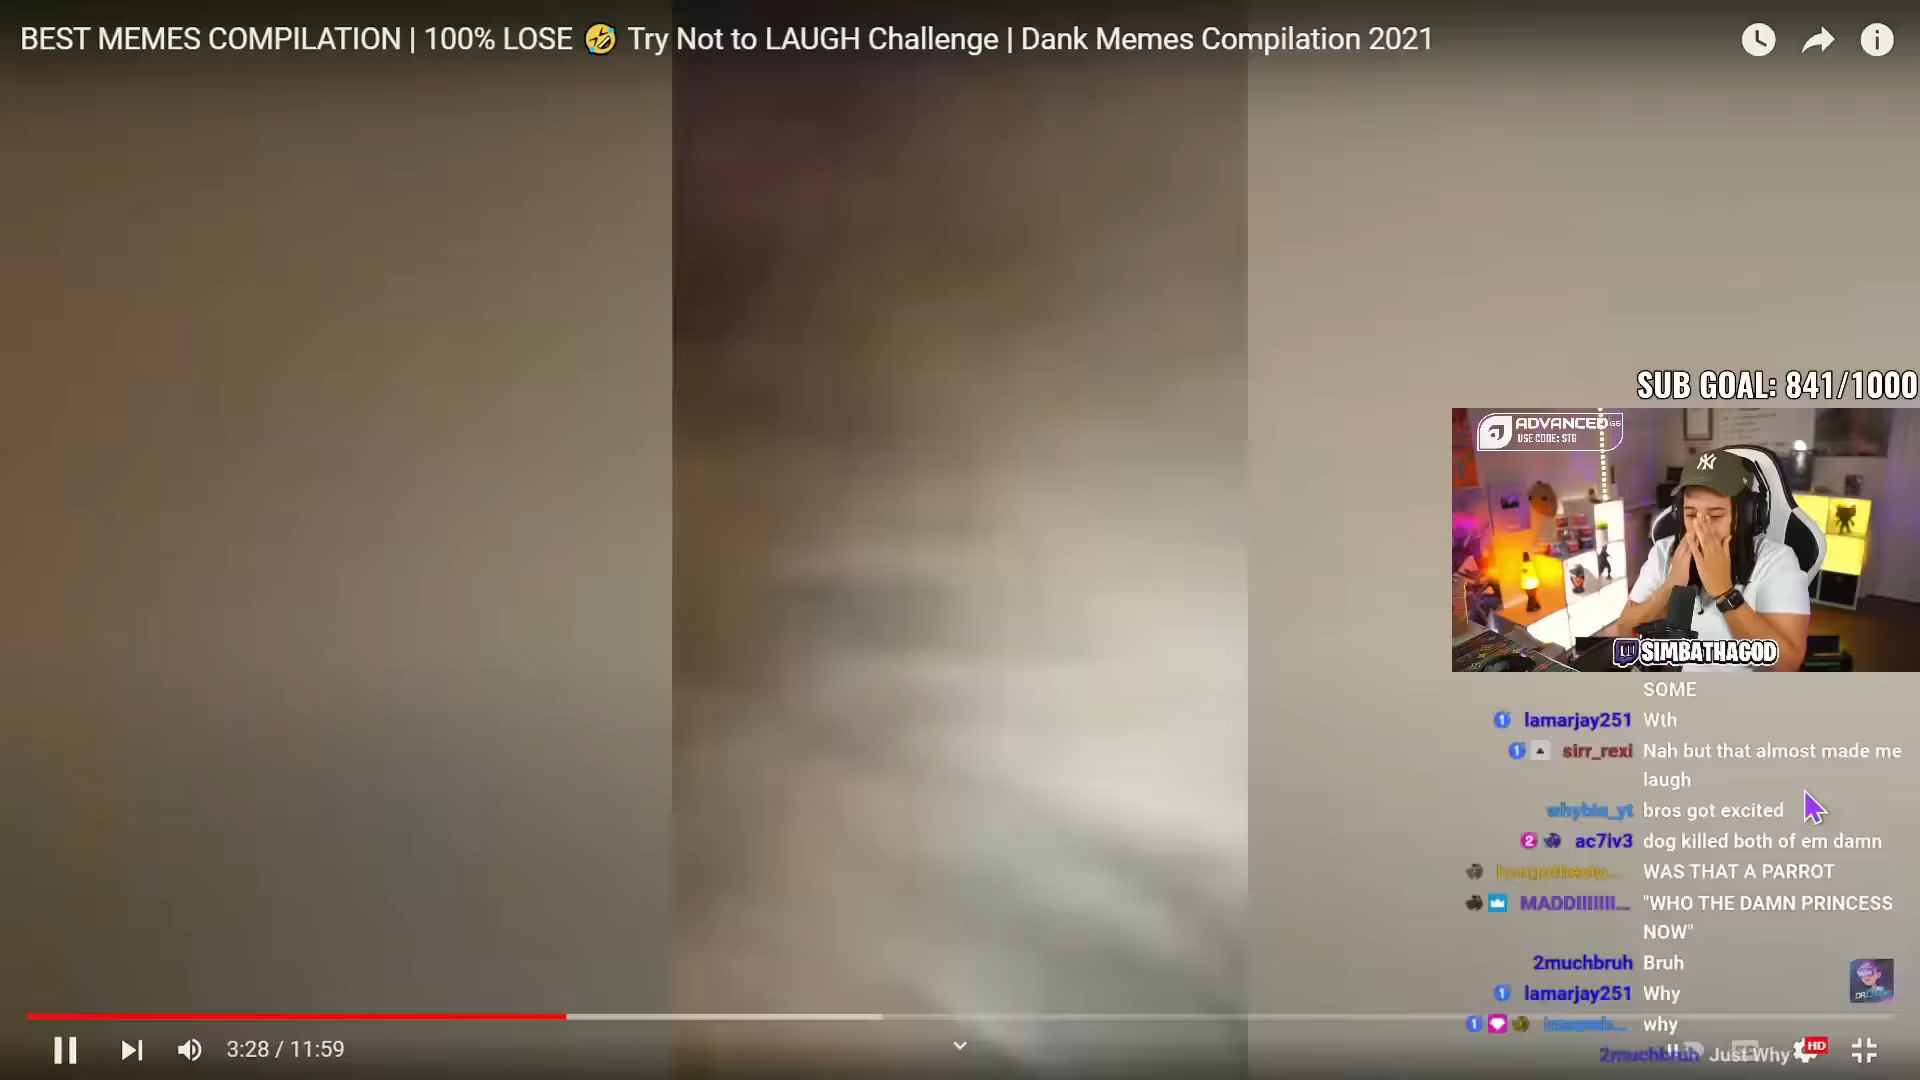 BEST MEMES COMPILATION | 100% LOSE 🤣 Try Not to LAUGH Challenge | Dank Memes Compilation 2021
SUB GOAL: 841/1000
ADVANCED GG
USE CODE: STG
SIMBATHAGOD
SOME
lamarjay251 Wth
sirr_rexi Nah but that almost made me
laugh
bros got excited
ac7iv3 dog killed both of em damn
WAS THAT A PARROT
MADDIIIIIII... "WHO THE DAMN PRINCESS
NOW"
2muchbruh Bruh
lamarjay251 Why
why
2muchbruh Just Why
3:28 / 11:59
HD